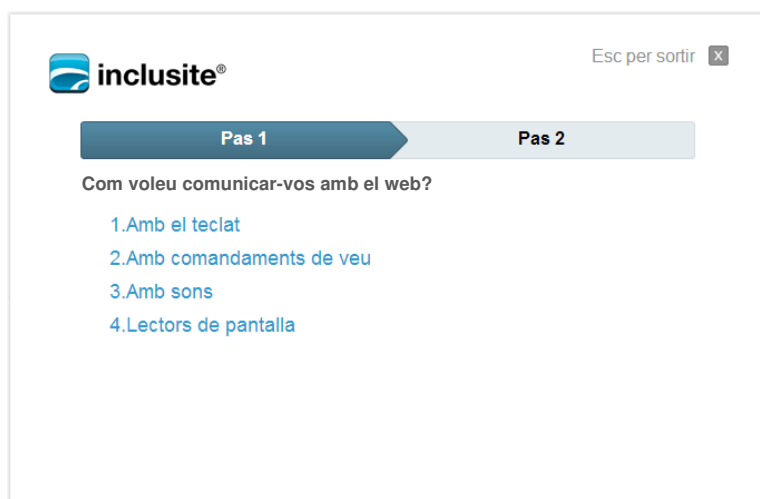 Esc per sortir X
inclusite®
Pas 1 Pas 2
Com voleu comunicar-vos amb el web?
1.Amb el teclat
2.Amb comandaments de veu
3.Amb sons
4.Lectors de pantalla